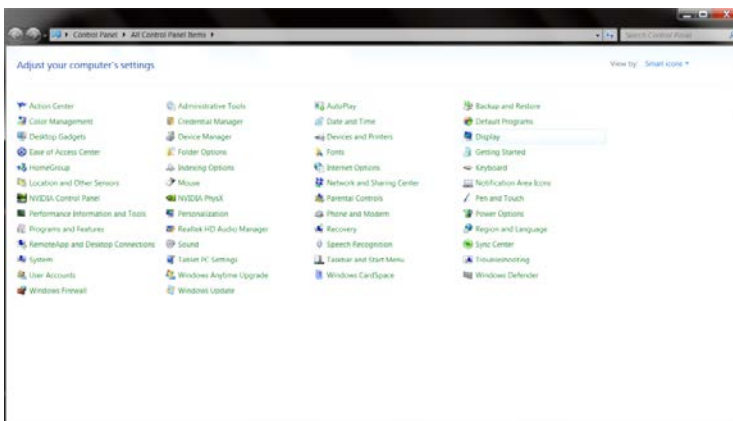 Control Panel All Control Panel Items
Search Control Panel
Adjust your computer's settings
View by: Small icons
Action Center Administrative Tools AutoPlay Backup and Restore
Color Management Credential Manager Date and Time Default Programs
Desktop Gadgets Device Manager Devices and Printers Display
Ease of Access Center Folder Options Fonts Getting Started
HomeGroup Indexing Options Internet Options Keyboard
Location and Other Sensors Mouse Network and Sharing Center Notification Area Icons
NVIDIA Control Panel NVIDIA PhysX Parental Controls Pen and Touch
Performance Information and Tools Personalization Phone and Modem Power Options
Programs and Features Realtek HD Audio Manager Recovery Region and Language
RemoteApp and Desktop Connections Sound Speech Recognition Sync Center
System Tablet PC Settings Taskbar and Start Menu Troubleshooting
User Accounts Windows Anytime Upgrade Windows CardSpace Windows Defender
Windows Firewall Windows Update